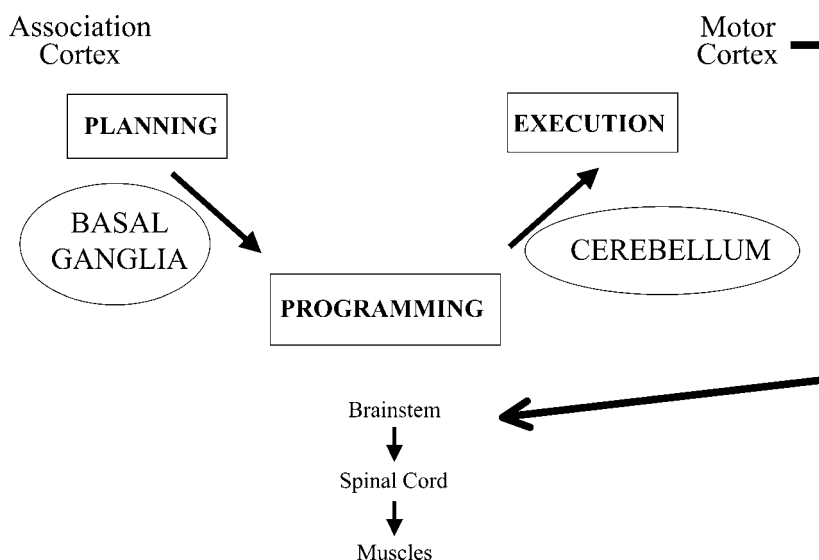 Association
Cortex
Motor
Cortex
PLANNING
EXECUTION
BASAL
GANGLIA
CEREBELLUM
PROGRAMMING
Brainstem
Spinal Cord
Muscles